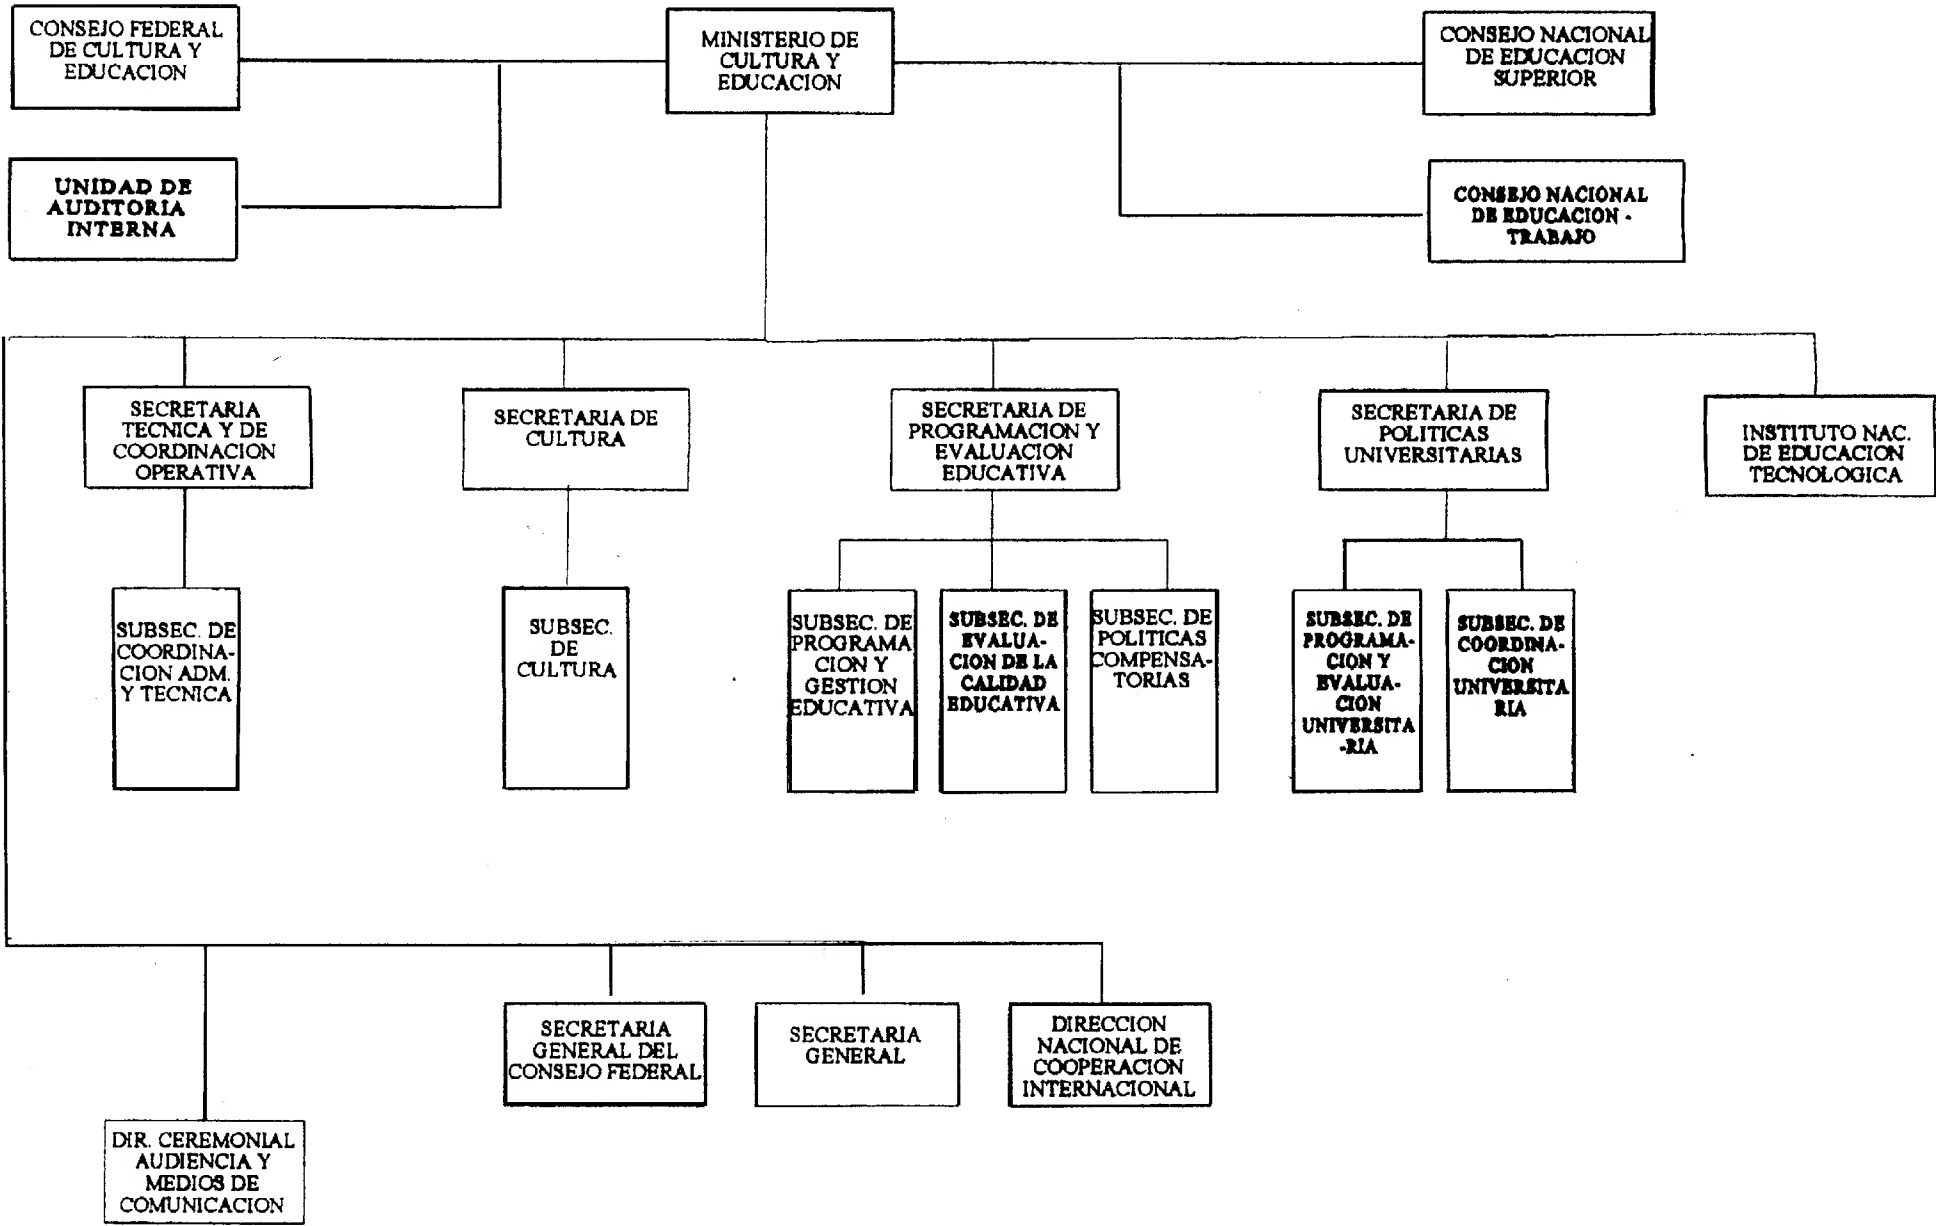 CONSEJO FEDERAL
DE CULTURA Y
EDUCACION
MINISTERIO DE
CULTURA Y
EDUCACION
CONSEJO NACIONAL
DE EDUCACION
SUPERIOR
UNIDAD DE
AUDITORIA
INTERNA
CONSEJO NACIONAL
DE EDUCACION -
TRABAJO
SECRETARIA
TECNICA Y DE
COORDINACION
OPERATIVA
SECRETARIA DE
CULTURA
SECRETARIA DE
PROGRAMACION Y
EVALUACION
EDUCATIVA
SECRETARIA DE
POLITICAS
UNIVERSITARIAS
INSTITUTO NAC.
DE EDUCACION
TECNOLOGICA
SUBSEC. DE
COORDINA-
CION ADM.
Y TECNICA
SUBSEC.
DE
CULTURA
SUBSEC. DE
PROGRAMA
CION Y
GESTION
EDUCATIVA
SUBSEC. DE
EVALUA-
CION DE LA
CALIDAD
EDUCATIVA
SUBSEC. DE
POLITICAS
COMPENSA-
TORIAS
SUBSEC. DE
PROGRAMA-
CION Y
EVALUA-
CION
UNIVERSITA
-RIA
SUBSEC. DE
COORDINA-
CION
UNIVERSITA
RIA
SECRETARIA
GENERAL DEL
CONSEJO FEDERAL
SECRETARIA
GENERAL
DIRECCION
NACIONAL DE
COOPERACION
INTERNACIONAL
DIR. CEREMONIAL
AUDIENCIA Y
MEDIOS DE
COMUNICACION